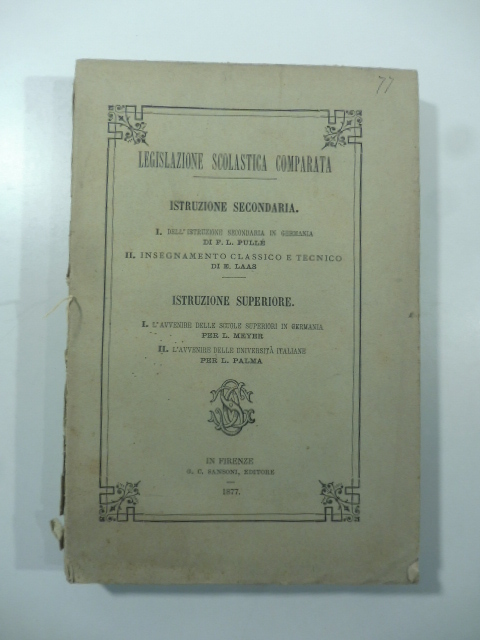 77
LEGISLAZIONE SCOLASTICA COMPARATA
ISTRUZIONE SECONDARIA.
I. DELL'ISTRUZIONE SECONDARIA IN GERMANIA
DI F. L. PULLÈ
II. INSEGNAMENTO CLASSICO E TECNICO
DI E. LAAS
ISTRUZIONE SUPERIORE.
I. L'AVVENIRE DELLE SCUOLE SUPERIORI IN GERMANIA
PER L. MEYER
II. L'AVVENIRE DELLE UNIVERSITÀ ITALIANE
PER L. PALMA
IN FIRENZE
G. C. SANSONI, EDITORE
1877.